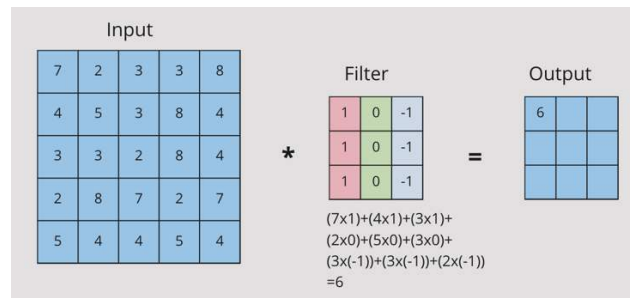 Input
Filter
Output
7 2 3 3 8
4 5 3 8 4
3 3 2 8 4
2 8 7 2 7
5 4 4 5 4
*
1 0 -1
1 0 -1
1 0 -1
=
6
(7x1)+(4x1)+(3x1)+
(2x0)+(5x0)+(3x0)+
(3x(-1))+(3x(-1))+(2x(-1))
=6